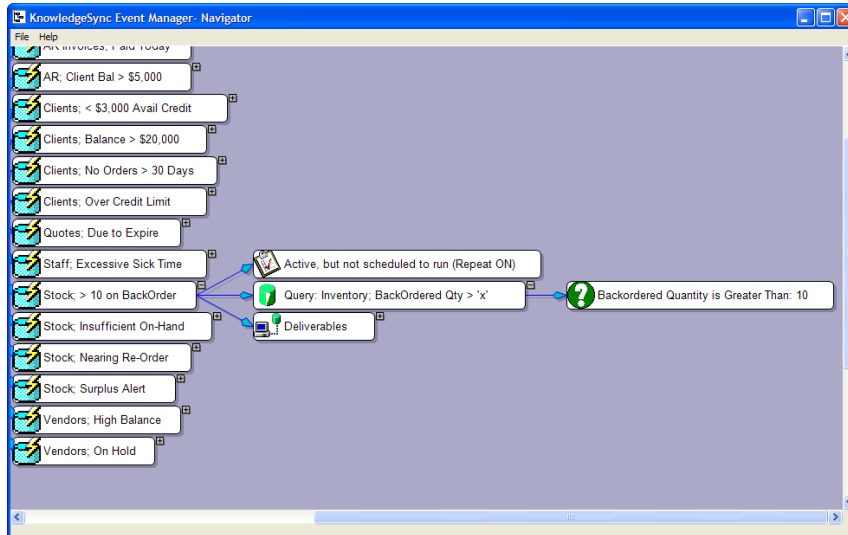 KnowledgeSync Event Manager- Navigator
File Help
AR Invoices; Paid Today
AR; Client Bal > $5,000
Clients; < $3,000 Avail Credit
Clients; Balance > $20,000
Clients; No Orders > 30 Days
Clients; Over Credit Limit
Quotes; Due to Expire
Staff; Excessive Sick Time
Active, but not scheduled to run (Repeat ON)
Stock; > 10 on BackOrder
Query: Inventory; BackOrdered Qty > 'x'
Backordered Quantity is Greater Than: 10
Stock; Insufficient On-Hand
Deliverables
Stock; Nearing Re-Order
Stock; Surplus Alert
Vendors; High Balance
Vendors; On Hold